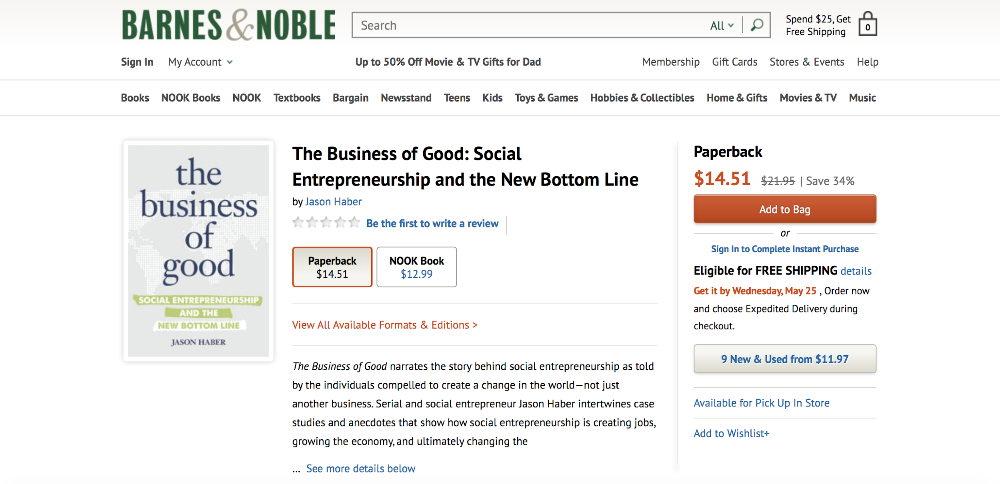 BARNES & NOBLE
Search
All
Spend $25, Get
Free Shipping
0
Sign In
My Account
Up to 50% Off Movie & TV Gifts for Dad
Membership
Gift Cards
Stores & Events
Help
Books
NOOK Books
NOOK
Textbooks
Bargain
Newsstand
Teens
Kids
Toys & Games
Hobbies & Collectibles
Home & Gifts
Movies & TV
Music
the
business
of
good
SOCIAL ENTREPRENEURSHIP
AND THE
NEW BOTTOM LINE
JASON HABER
The Business of Good: Social
Entrepreneurship and the New Bottom Line
by Jason Haber
Be the first to write a review
Paperback
$14.51
NOOK Book
$12.99
View All Available Formats & Editions >
The Business of Good narrates the story behind social entrepreneurship as told
by the individuals compelled to create a change in the world—not just
another business. Serial and social entrepreneur Jason Haber intertwines case
studies and anecdotes that show how social entrepreneurship is creating jobs,
growing the economy, and ultimately changing the
... See more details below
Paperback
$14.51 $21.95 | Save 34%
Add to Bag
or
Sign In to Complete Instant Purchase
Eligible for FREE SHIPPING details
Get it by Wednesday, May 25 , Order now
and choose Expedited Delivery during
checkout.
9 New & Used from $11.97
Available for Pick Up In Store
Add to Wishlist+